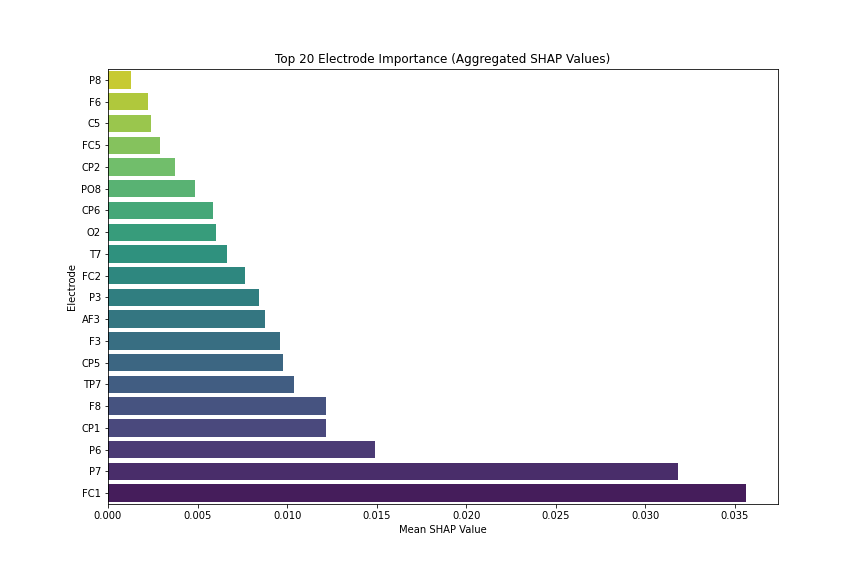 Top 20 Electrode Importance (Aggregated SHAP Values)
Electrode
P8
F6
C5
FC5
CP2
PO8
CP6
O2
T7
FC2
P3
AF3
F3
CP5
TP7
F8
CP1
P6
P7
FC1
0.000 0.005 0.010 0.015 0.020 0.025 0.030 0.035
Mean SHAP Value